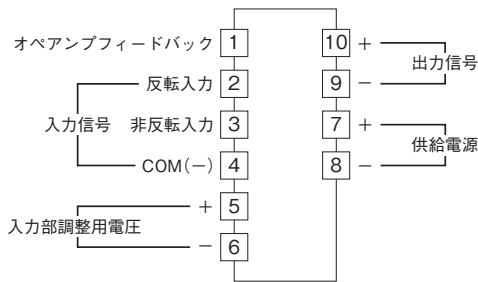 オペアンプフィードバック 1
反転入力 2
入力信号
非反転入力 3
COM(−) 4
+ 5
入力部調整用電圧
− 6
10 +
出力信号
9 −
7 +
供給電源
8 −